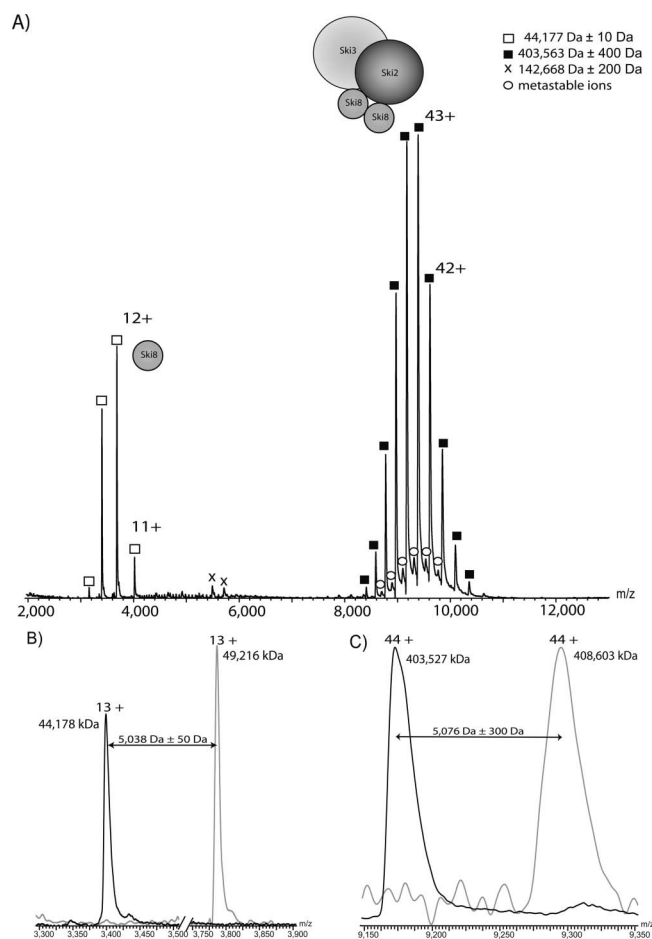 A)
Ski3
Ski2
Ski8
Ski8
□ 44,177 Da ± 10 Da
■ 403,563 Da ± 400 Da
x 142,668 Da ± 200 Da
○ metastable ions
43+
42+
12+
Ski8
11+
x x
2,000 4,000 6,000 8,000 10,000 12,000 m/z
B)
13 +
49,216 kDa
13 +
44,178 kDa
5,038 Da ± 50 Da
3,300 3,350 3,400 3,450 3,500 3,750 3,800 3,850 3,900 m/z
C)
44 +
403,527 kDa
44 +
408,603 kDa
5,076 Da ± 300 Da
9,150 9,200 9,250 9,300 9,350 m/z